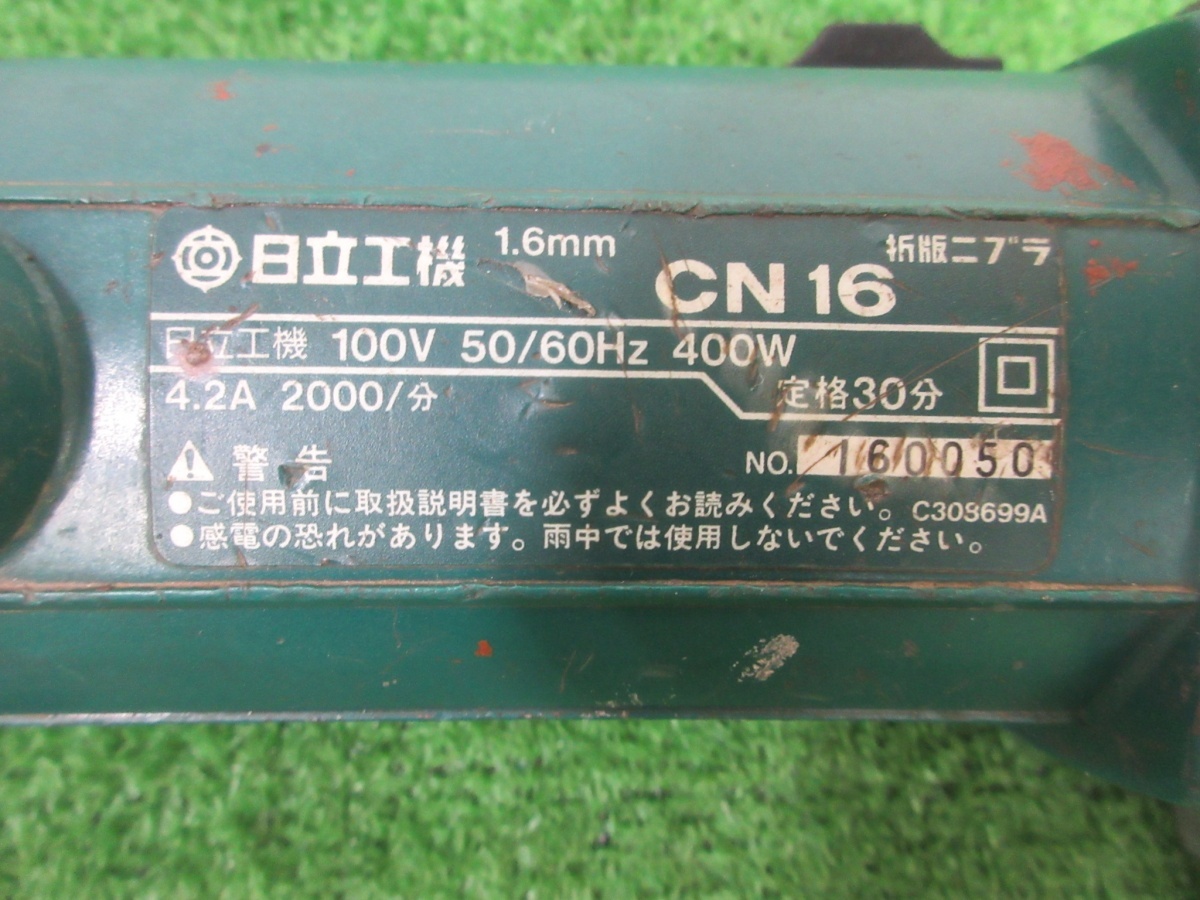 日立工機 1.6mm CN 16 折版ニブラ
日立工機 100V 50/60Hz 400W
4.2A 2000/分 定格30分
警告 NO. 160050
●ご使用前に取扱説明書を必ずよくお読みください。 C308699A
●感電の恐れがあります。雨中では使用しないでください。